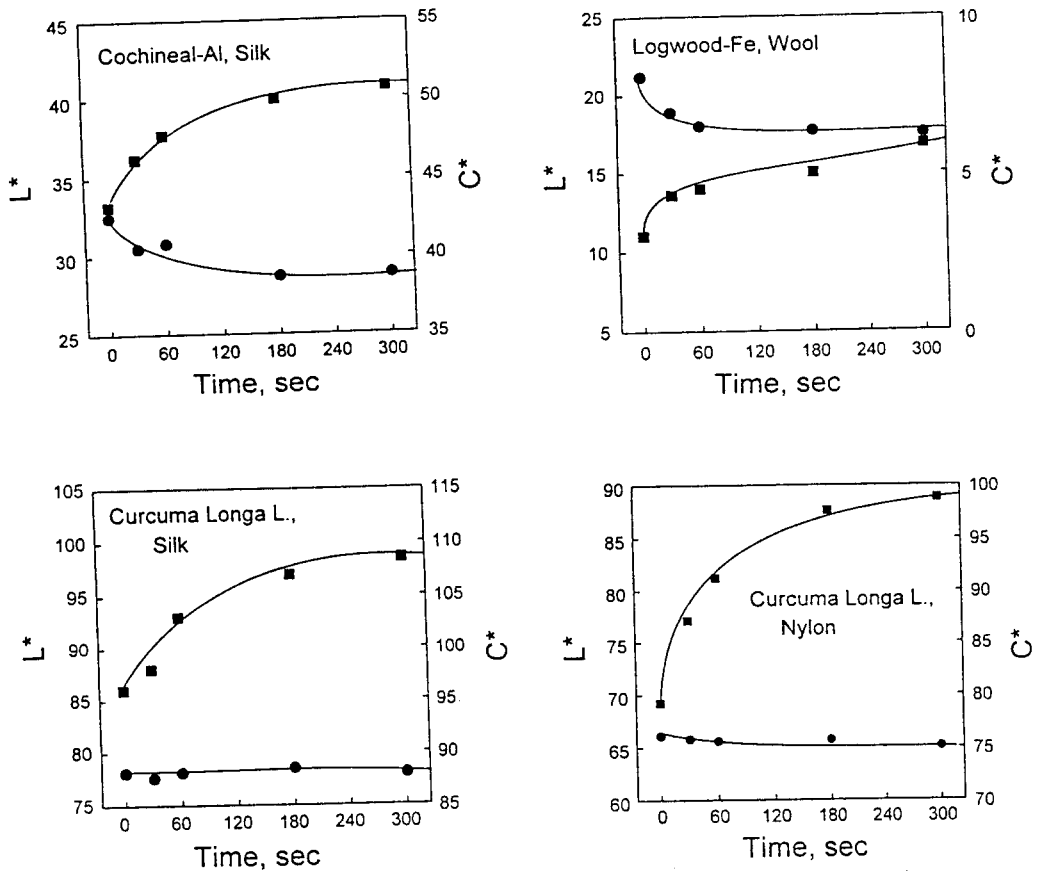 Cochineal-Al, Silk
45
40
35
30
25
L*
55
50
45
40
35
C*
0 60 120 180 240 300
Time, sec
Logwood-Fe, Wool
25
20
15
10
5
L*
10
5
0
C*
0 60 120 180 240 300
Time, sec
Curcuma Longa L.,
Silk
105
100
95
90
85
80
75
L*
115
110
105
100
95
90
85
C*
0 60 120 180 240 300
Time, sec
Curcuma Longa L.,
Nylon
90
85
80
75
70
65
60
L*
100
95
90
85
80
75
70
C*
0 60 120 180 240 300
Time, sec